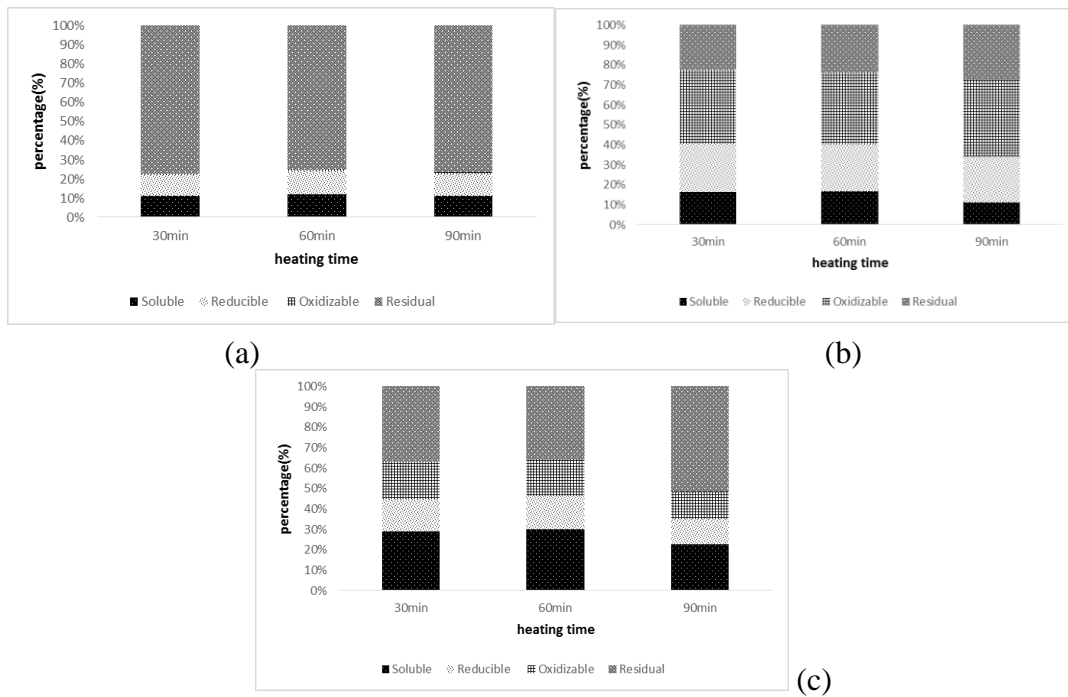 100%
90%
80%
70%
60%
50%
40%
30%
20%
10%
0%
percentage(%)
30min 60min 90min
heating time
Soluble Reducible Oxidizable Residual
(a)
100%
90%
80%
70%
60%
50%
40%
30%
20%
10%
0%
percentage(%)
30min 60min 90min
heating time
Soluble Reducible Oxidizable Residual
(b)
100%
90%
80%
70%
60%
50%
40%
30%
20%
10%
0%
percentage(%)
30min 60min 90min
heating time
Soluble Reducible Oxidizable Residual
(c)